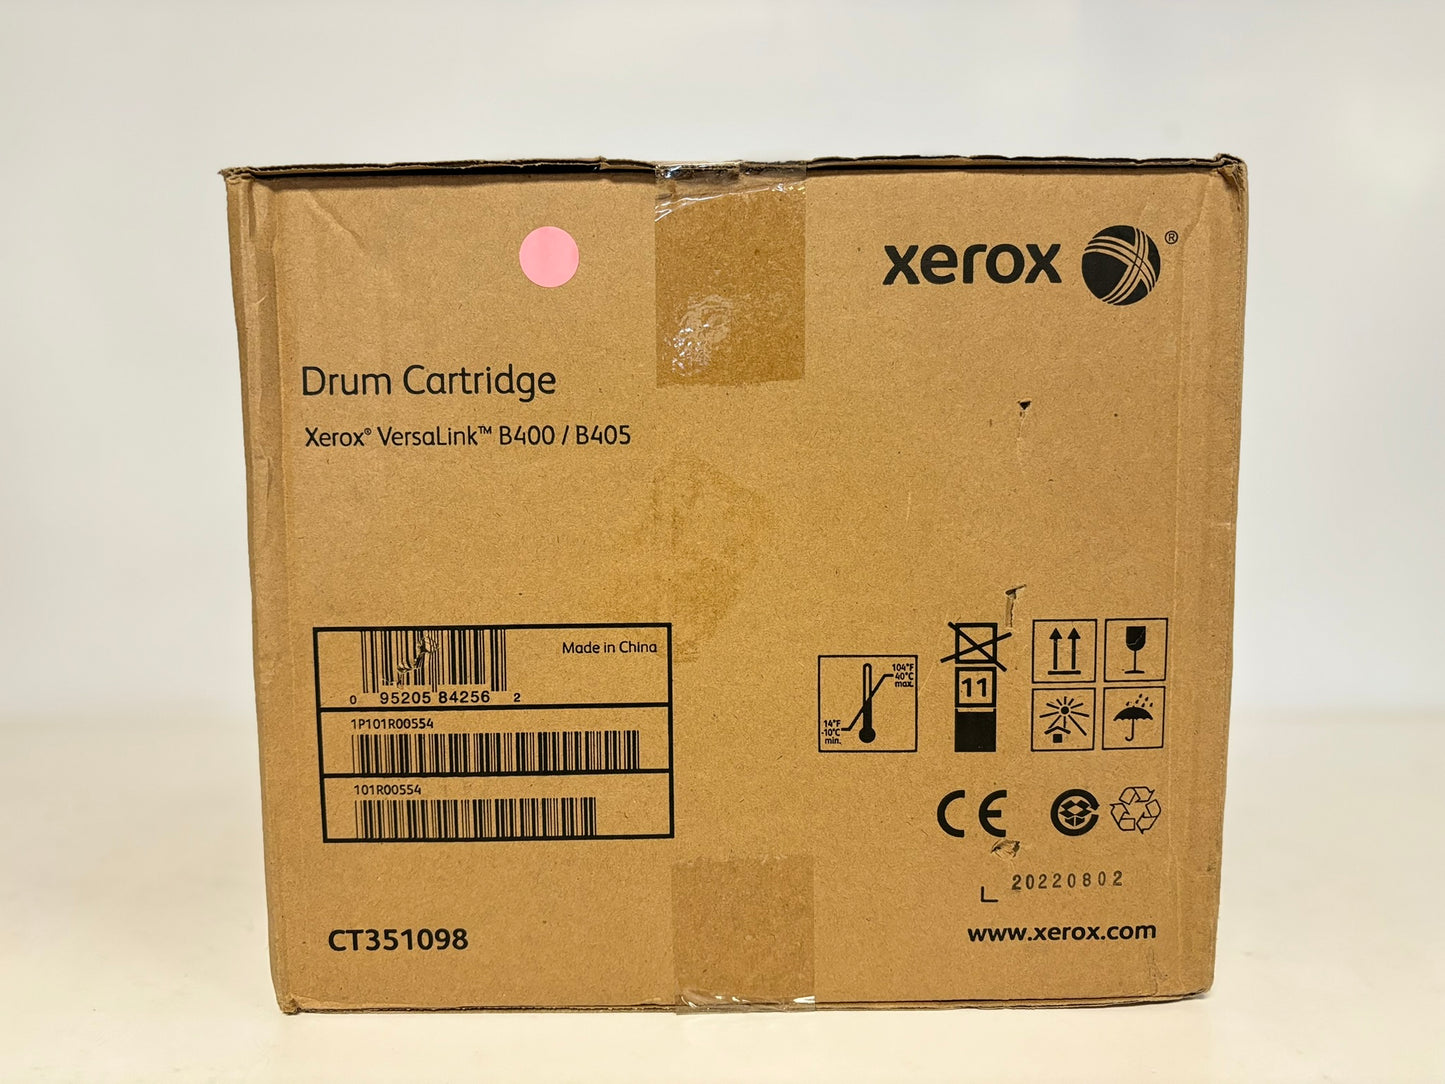 xerox ®
Drum Cartridge
Xerox® VersaLink™ B400 / B405
Made in China
0 95205 84256 2
1P101R00554
101R00554
104°F
40°C
max.
14°F
-10°C
min.
11
CE
20220802
CT351098
www.xerox.com